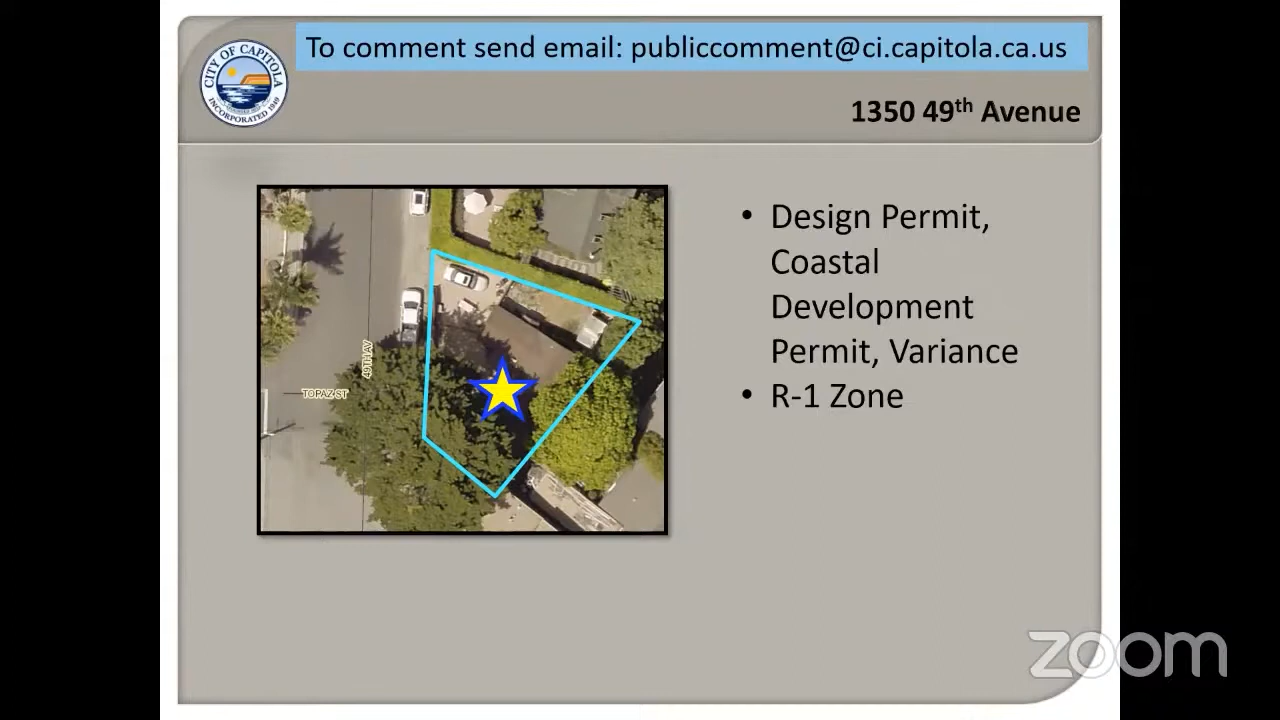 To comment send email: publiccomment@ci.capitola.ca.us
CITY OF CAPITOLA
INCORPORATED 1949
1350 49th Avenue
• Design Permit,
Coastal
Development
Permit, Variance
• R-1 Zone
49TH AV
TOPAZ ST
zoom